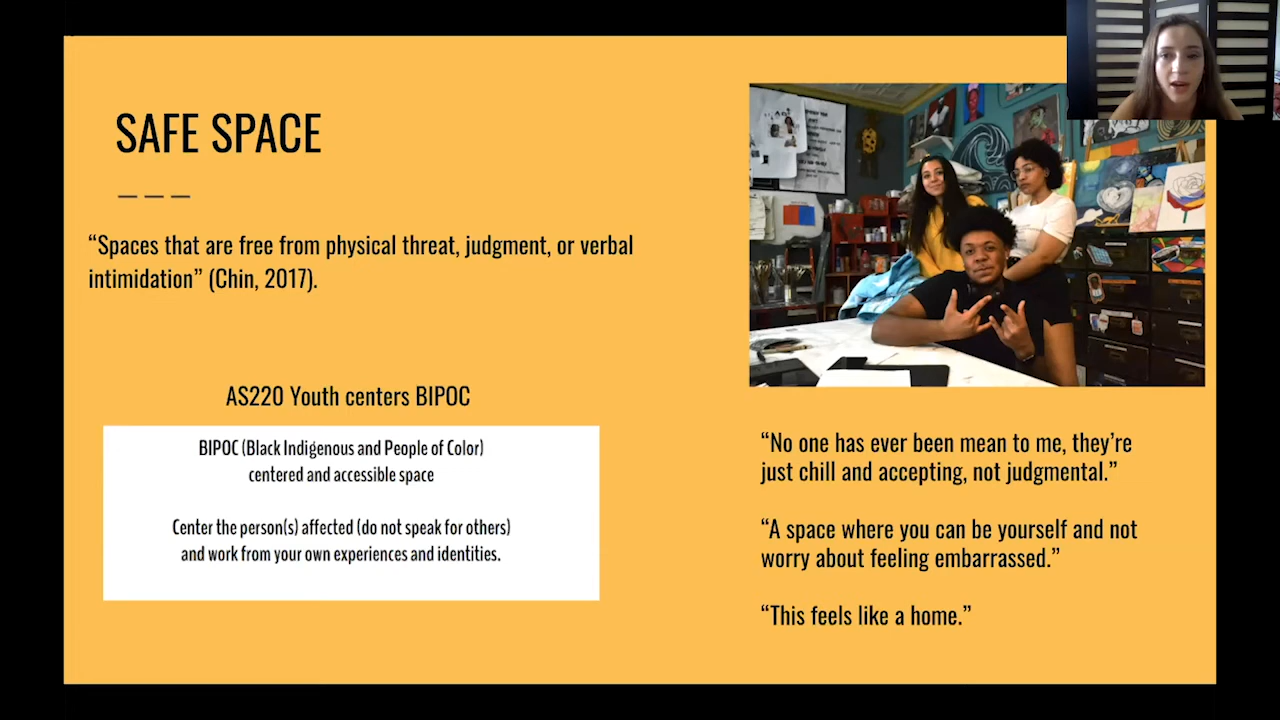 SAFE SPACE
“Spaces that are free from physical threat, judgment, or verbal
intimidation” (Chin, 2017).
AS220 Youth centers BIPOC
BIPOC (Black Indigenous and People of Color)
centered and accessible space
Center the person(s) affected (do not speak for others)
and work from your own experiences and identities.
“No one has ever been mean to me, they’re
just chill and accepting, not judgmental.”
“A space where you can be yourself and not
worry about feeling embarrassed.”
“This feels like a home.”